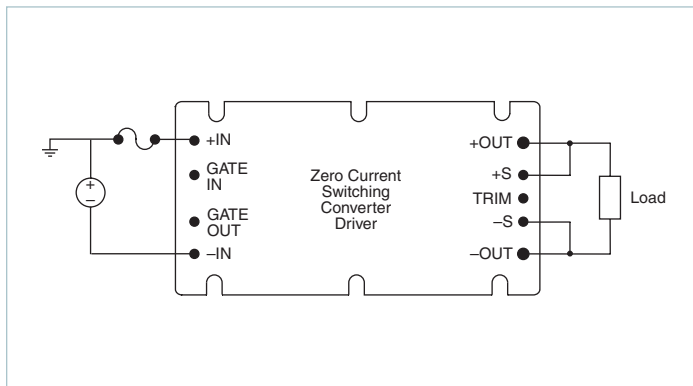 +IN
GATE
IN
GATE
OUT
–IN
Zero Current
Switching
Converter
Driver
+OUT
+S
TRIM
–S
–OUT
Load
+
–